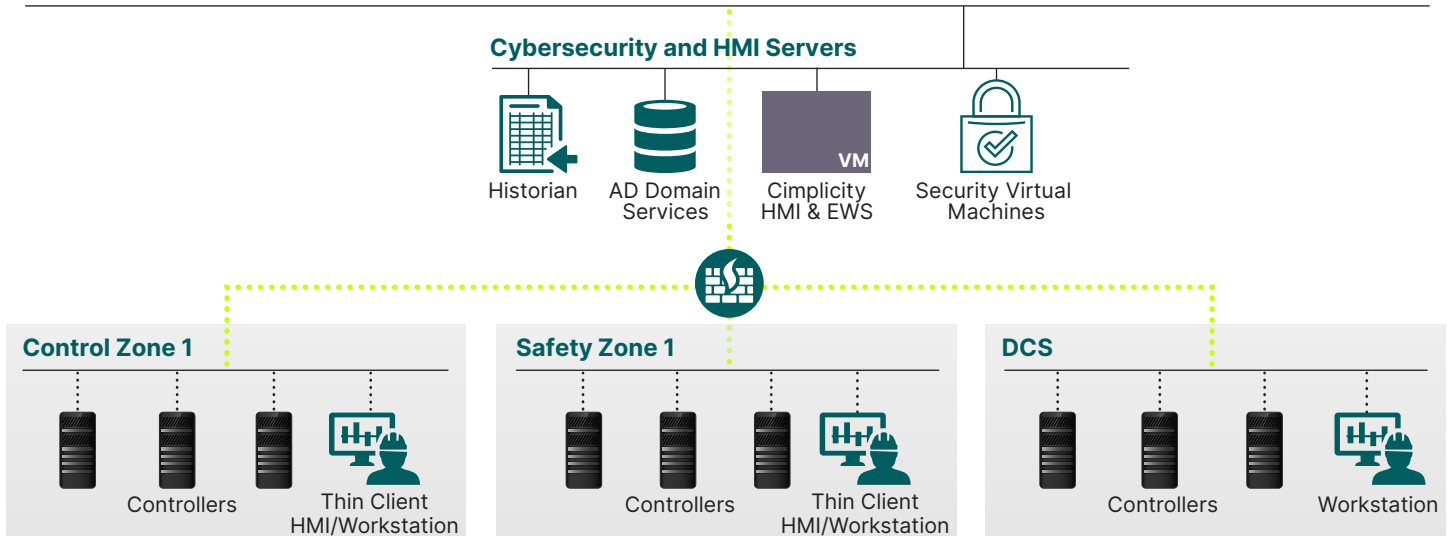 Cybersecurity and HMI Servers
VM
Historian
AD Domain
Services
Cimplicity
HMI & EWS
Security Virtual
Machines
Control Zone 1
Controllers
Thin Client
HMI/Workstation
Safety Zone 1
Controllers
Thin Client
HMI/Workstation
DCS
Controllers
Workstation